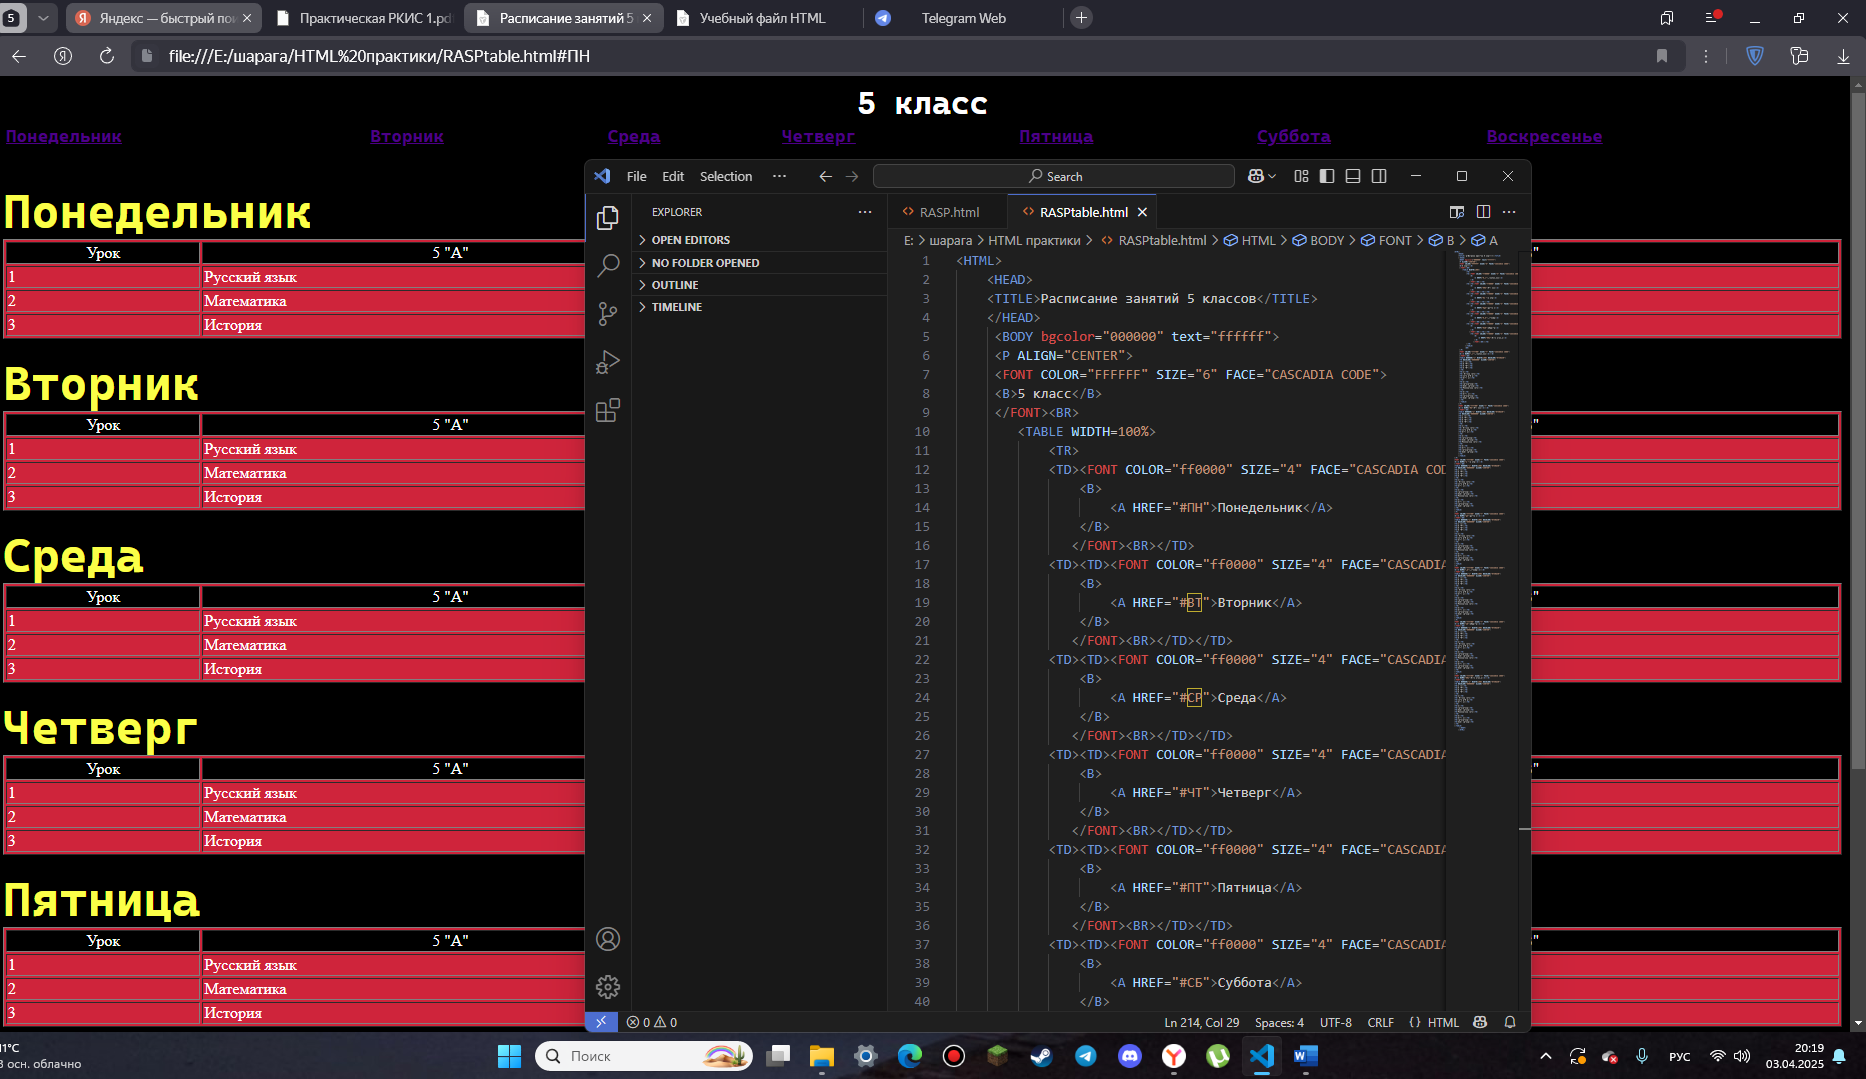 5
Яндекс — быстрый пои
Практическая РКИС 1.pd
Расписание занятий 5
Учебный файл HTML
Telegram Web
file:///E:/шарага/HTML%20практики/RASPtable.html#ПН
5 класс
Понедельник Вторник Среда Четверг Пятница Суббота Воскресенье
Понедельник
Урок 5 "А"
1 Русский язык
2 Математика
3 История
Вторник
Урок 5 "А"
1 Русский язык
2 Математика
3 История
Среда
Урок 5 "А"
1 Русский язык
2 Математика
3 История
Четверг
Урок 5 "А"
1 Русский язык
2 Математика
3 История
Пятница
Урок 5 "А"
1 Русский язык
2 Математика
3 История
File Edit Selection ··· Search
EXPLORER
OPEN EDITORS
NO FOLDER OPENED
OUTLINE
TIMELINE
RASP.html RASPtable.html
E: > шарага > HTML практики > RASPtable.html > HTML > BODY > FONT > B > A
1 <HTML>
2 <HEAD>
3 <TITLE>Расписание занятий 5 классов</TITLE>
4 </HEAD>
5 <BODY bgcolor="000000" text="ffffff">
6 <P ALIGN="CENTER">
7 <FONT COLOR="FFFFFF" SIZE="6" FACE="CASCADIA CODE">
8 <B>5 класс</B>
9 </FONT><BR>
10 <TABLE WIDTH=100%>
11 <TR>
12 <TD><FONT COLOR="ff0000" SIZE="4" FACE="CASCADIA COD
13 <B>
14 <A HREF="#ПН">Понедельник</A>
15 </B>
16 </FONT><BR></TD>
17 <TD><TD><FONT COLOR="ff0000" SIZE="4" FACE="CASCADIA
18 <B>
19 <A HREF="#ВТ">Вторник</A>
20 </B>
21 </FONT><BR></TD></TD>
22 <TD><TD><FONT COLOR="ff0000" SIZE="4" FACE="CASCADIA
23 <B>
24 <A HREF="#СР">Среда</A>
25 </B>
26 </FONT><BR></TD></TD>
27 <TD><TD><FONT COLOR="ff0000" SIZE="4" FACE="CASCADIA
28 <B>
29 <A HREF="#ЧТ">Четверг</A>
30 </B>
31 </FONT><BR></TD></TD>
32 <TD><TD><FONT COLOR="ff0000" SIZE="4" FACE="CASCADIA
33 <B>
34 <A HREF="#ПТ">Пятница</A>
35 </B>
36 </FONT><BR></TD></TD>
37 <TD><TD><FONT COLOR="ff0000" SIZE="4" FACE="CASCADIA
38 <B>
39 <A HREF="#СБ">Суббота</A>
40 </B>
0 0
Ln 214, Col 29 Spaces: 4 UTF-8 CRLF {} HTML
1°C
З осн. облачно
Поиск
РУС
20:19
03.04.2025